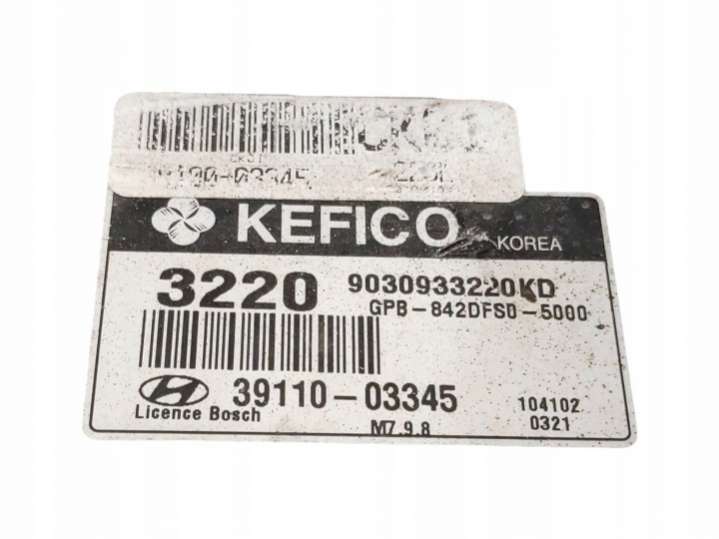 KEFICO KOREA
3220 9030933220KD
GPB-842DFS0-5000
39110-03345
Licence Bosch
M7.9.8
104102
0321